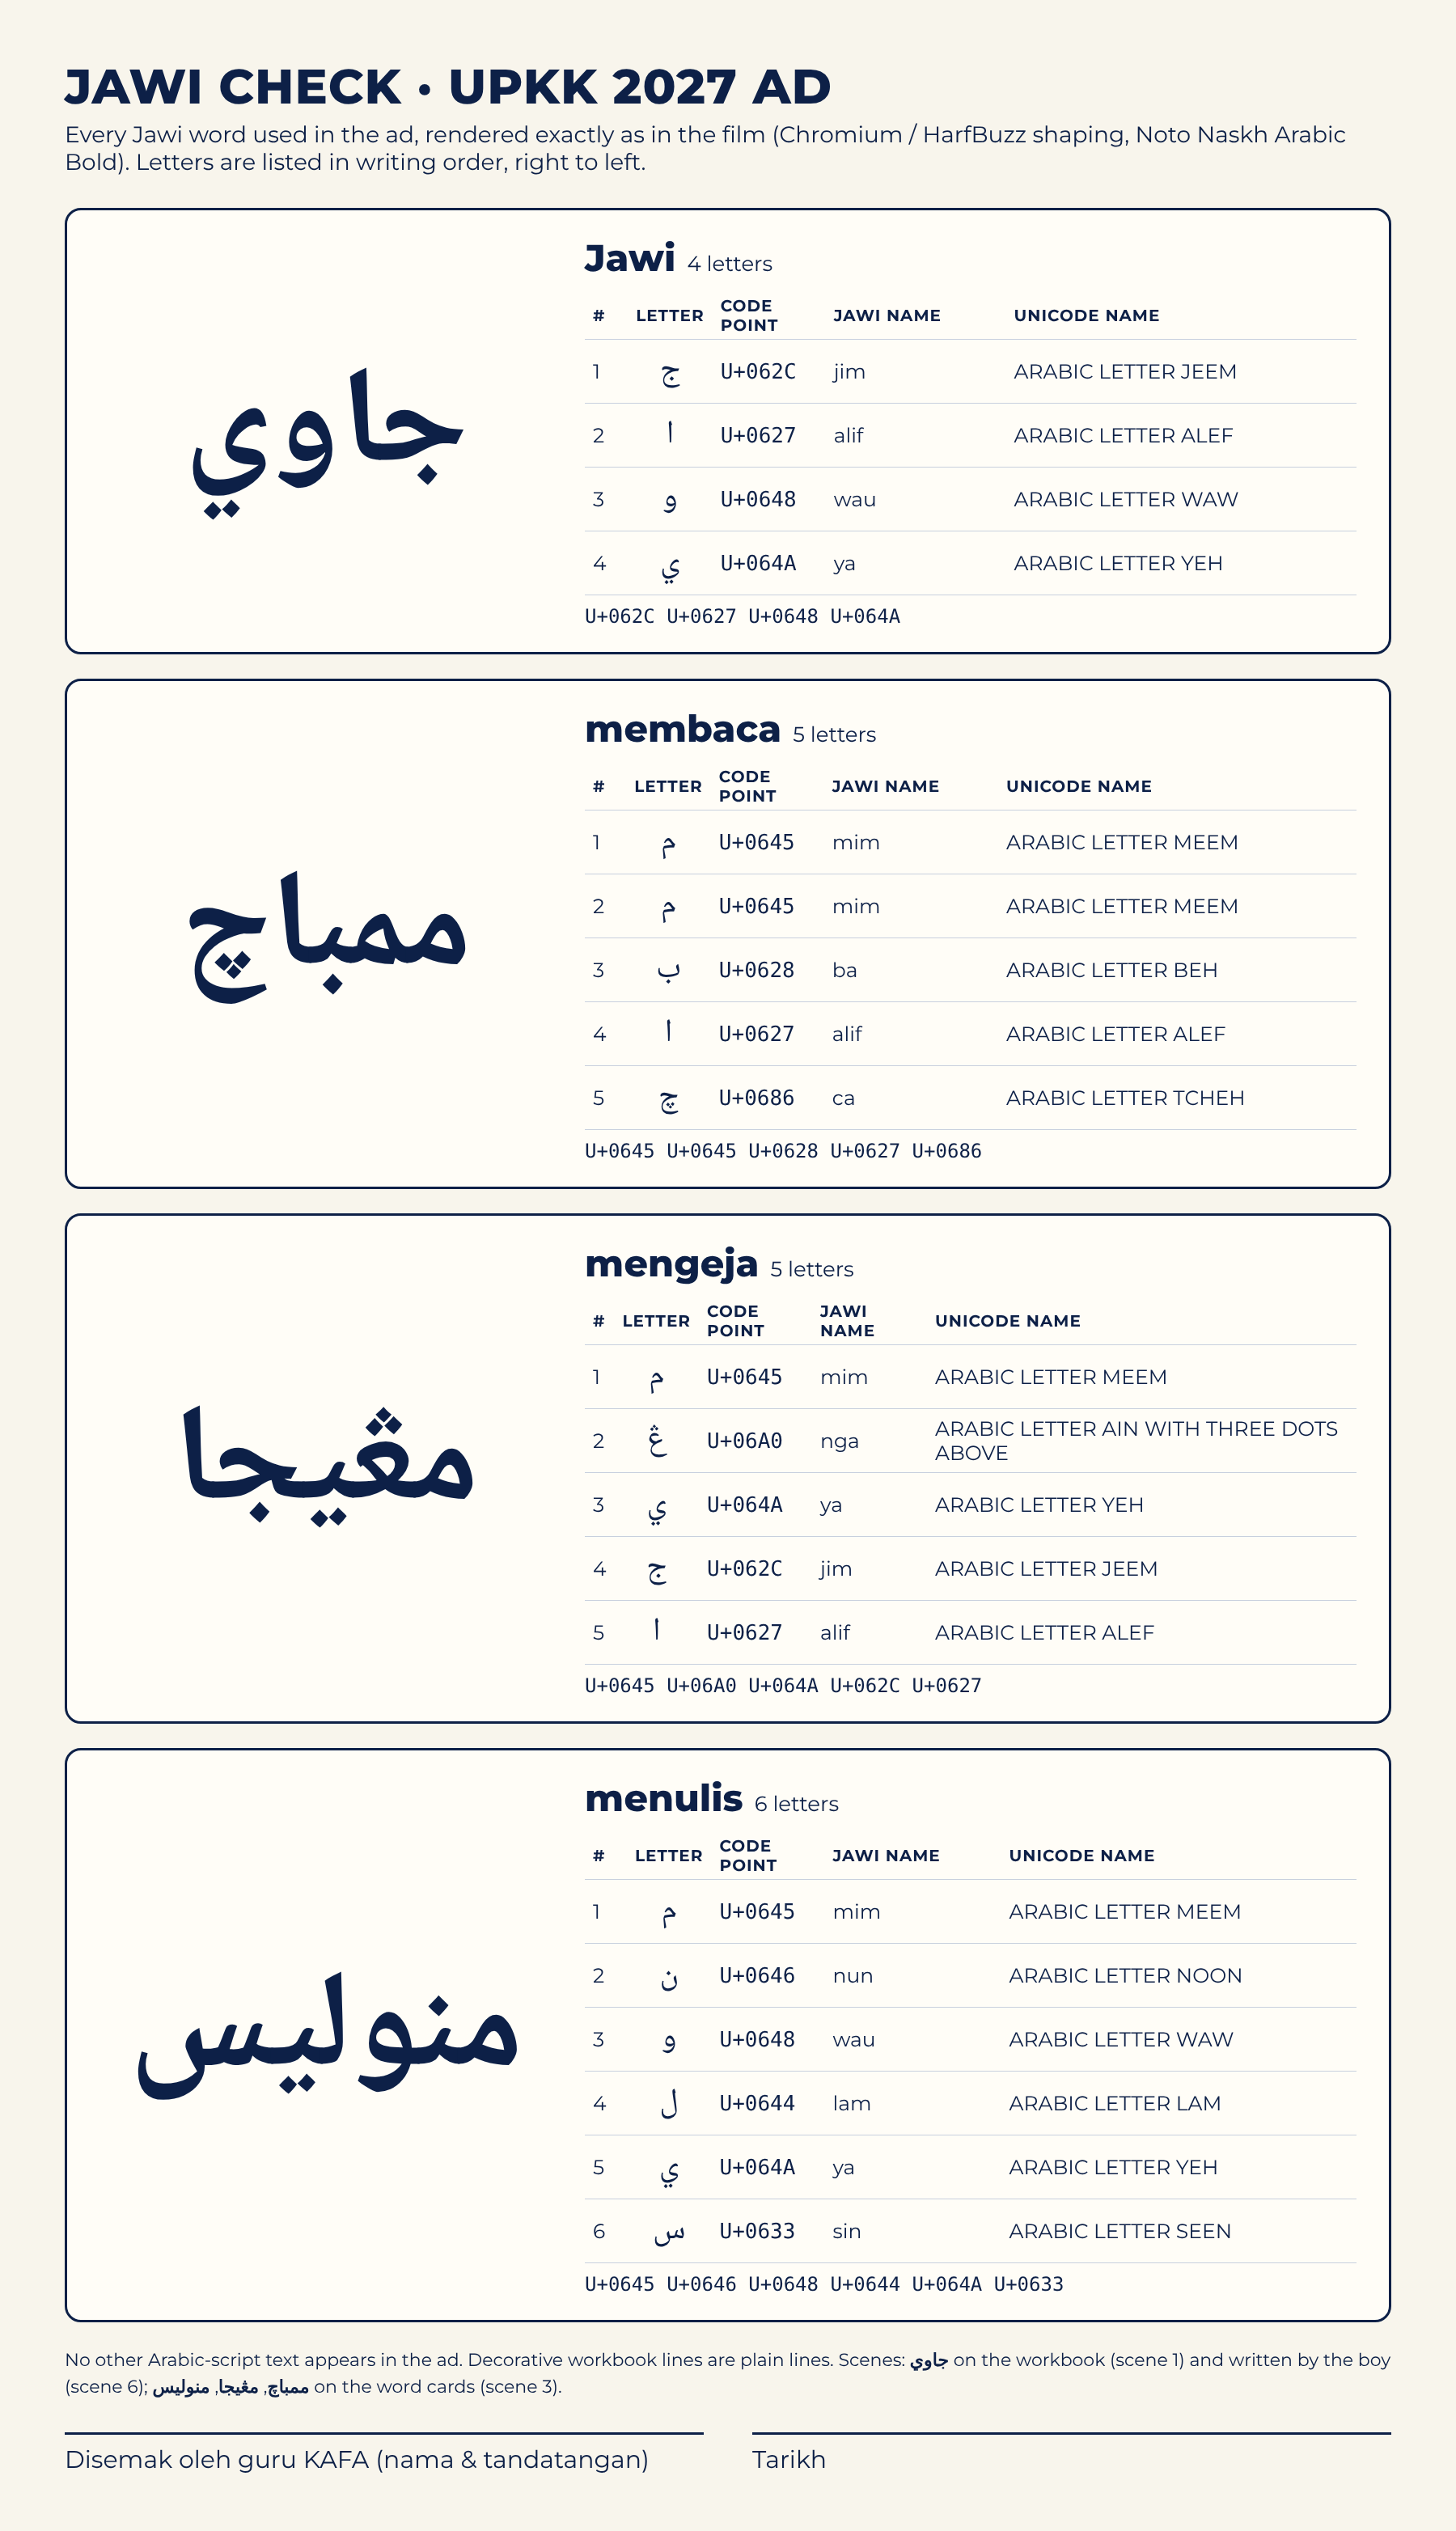 JAWI CHECK · UPKK 2027 AD
Every Jawi word used in the ad, rendered exactly as in the film (Chromium / HarfBuzz shaping, Noto Naskh Arabic
Bold). Letters are listed in writing order, right to left.
جاوي
Jawi 4 letters
# LETTER CODE POINT JAWI NAME UNICODE NAME
1 ج U+062C jim ARABIC LETTER JEEM
2 ا U+0627 alif ARABIC LETTER ALEF
3 و U+0648 wau ARABIC LETTER WAW
4 ي U+064A ya ARABIC LETTER YEH
U+062C U+0627 U+0648 U+064A
ممباچ
membaca 5 letters
# LETTER CODE POINT JAWI NAME UNICODE NAME
1 م U+0645 mim ARABIC LETTER MEEM
2 م U+0645 mim ARABIC LETTER MEEM
3 ب U+0628 ba ARABIC LETTER BEH
4 ا U+0627 alif ARABIC LETTER ALEF
5 چ U+0686 ca ARABIC LETTER TCHEH
U+0645 U+0645 U+0628 U+0627 U+0686
مڠيجا
mengeja 5 letters
# LETTER CODE POINT JAWI NAME UNICODE NAME
1 م U+0645 mim ARABIC LETTER MEEM
2 ڠ U+06A0 nga ARABIC LETTER AIN WITH THREE DOTS ABOVE
3 ي U+064A ya ARABIC LETTER YEH
4 ج U+062C jim ARABIC LETTER JEEM
5 ا U+0627 alif ARABIC LETTER ALEF
U+0645 U+06A0 U+064A U+062C U+0627
منوليس
menulis 6 letters
# LETTER CODE POINT JAWI NAME UNICODE NAME
1 م U+0645 mim ARABIC LETTER MEEM
2 ن U+0646 nun ARABIC LETTER NOON
3 و U+0648 wau ARABIC LETTER WAW
4 ل U+0644 lam ARABIC LETTER LAM
5 ي U+064A ya ARABIC LETTER YEH
6 س U+0633 sin ARABIC LETTER SEEN
U+0645 U+0646 U+0648 U+0644 U+064A U+0633
No other Arabic-script text appears in the ad. Decorative workbook lines are plain lines. Scenes: جاوي on the workbook (scene 1) and written by the boy
(scene 6); ممباچ, مڠيجا, منوليس on the word cards (scene 3).
Disemak oleh guru KAFA (nama & tandatangan)
Tarikh